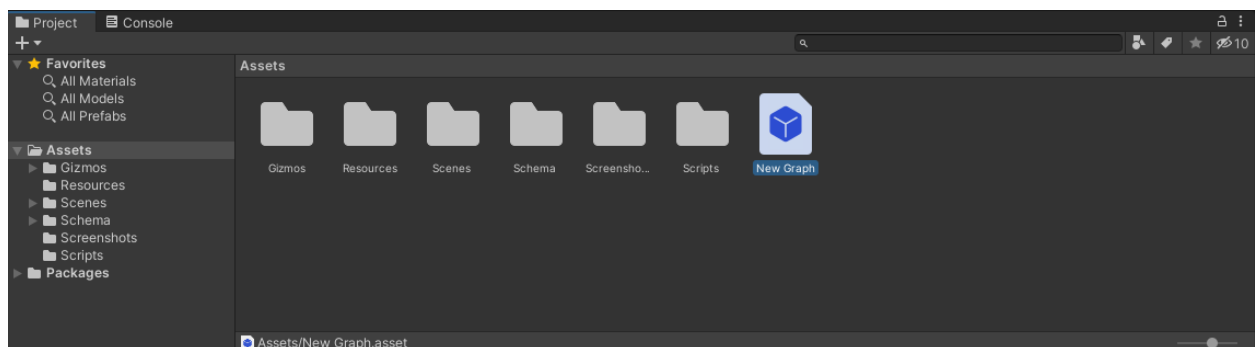 Project Console
10
Favorites
All Materials
All Models
All Prefabs
Assets
Gizmos
Resources
Scenes
Schema
Screenshots
Scripts
Packages
Assets
Gizmos Resources Scenes Schema Screensho... Scripts New Graph
Assets/New Graph.asset